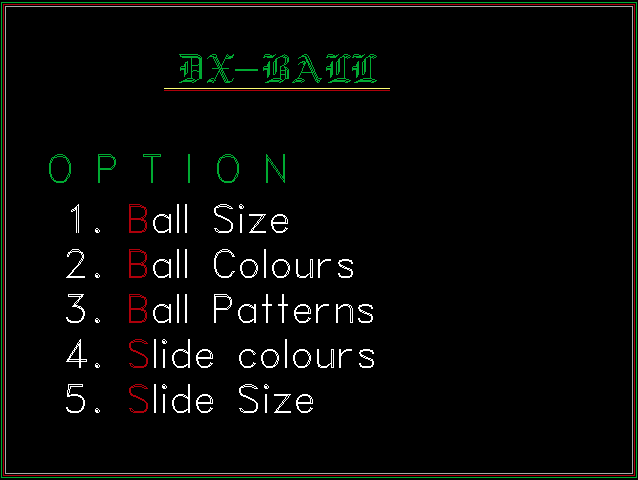 DX-BALL
OPTION
1. Ball Size
2. Ball Colours
3. Ball Patterns
4. Slide colours
5. Slide Size